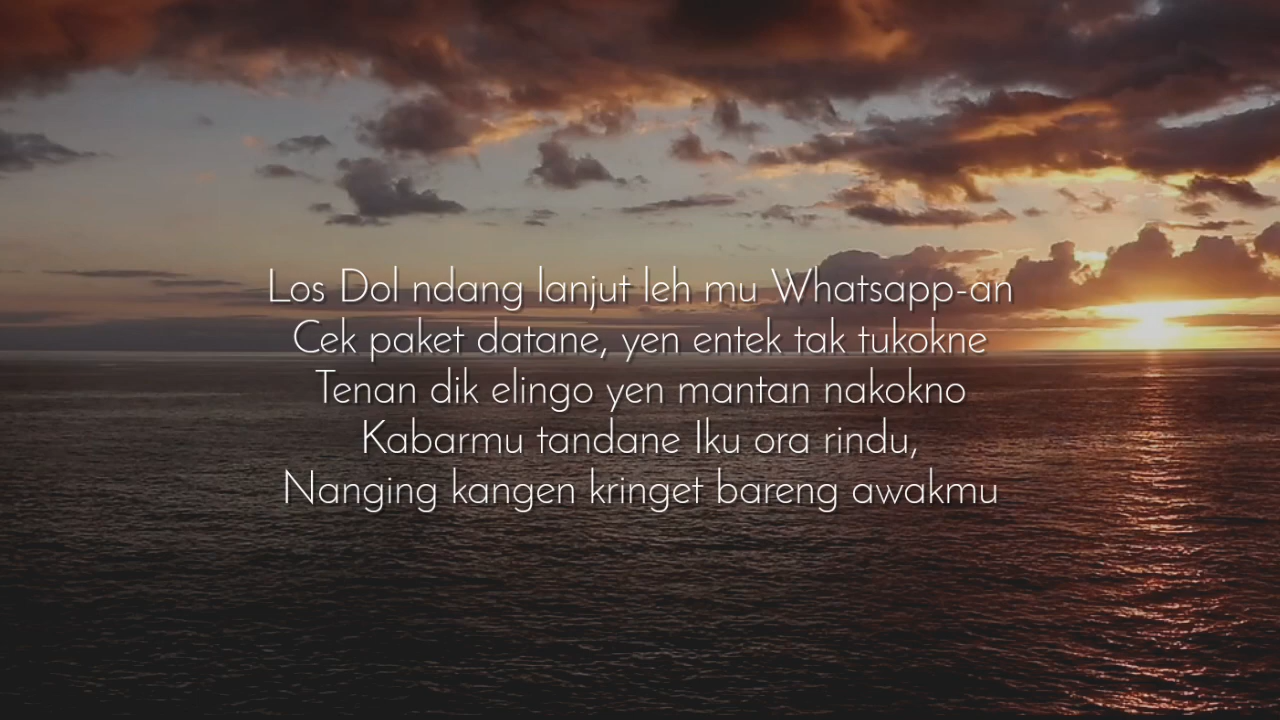 Los Dol ndang lanjut leh mu Whatsapp-an
Cek paket datane, yen entek tak tukokne
Tenan dik elingo yen mantan nakokno
Kabarmu tandane Iku ora rindu,
Nanging kangen kringet bareng awakmu